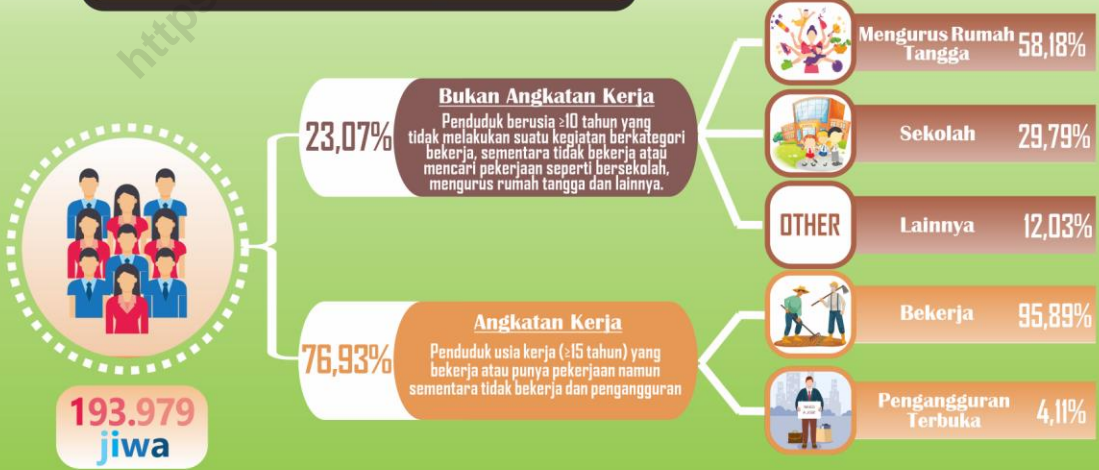 https
Mengurus Rumah
Tangga
58,18%
23,07%
Bukan Angkatan Kerja
Penduduk berusia ≥10 tahun yang
tidak melakukan suatu kegiatan berkategori
bekerja, sementara tidak bekerja atau
mencari pekerjaan seperti bersekolah,
mengurus rumah tangga dan lainnya.
Sekolah
29,79%
OTHER
Lainnya
12,03%
Bekerja
95,89%
76,93%
Angkatan Kerja
Penduduk usia kerja (≥15 tahun) yang
bekerja atau punya pekerjaan namun
sementara tidak bekerja dan pengangguran
Pengangguran
Terbuka
4,11%
193.979
jiwa